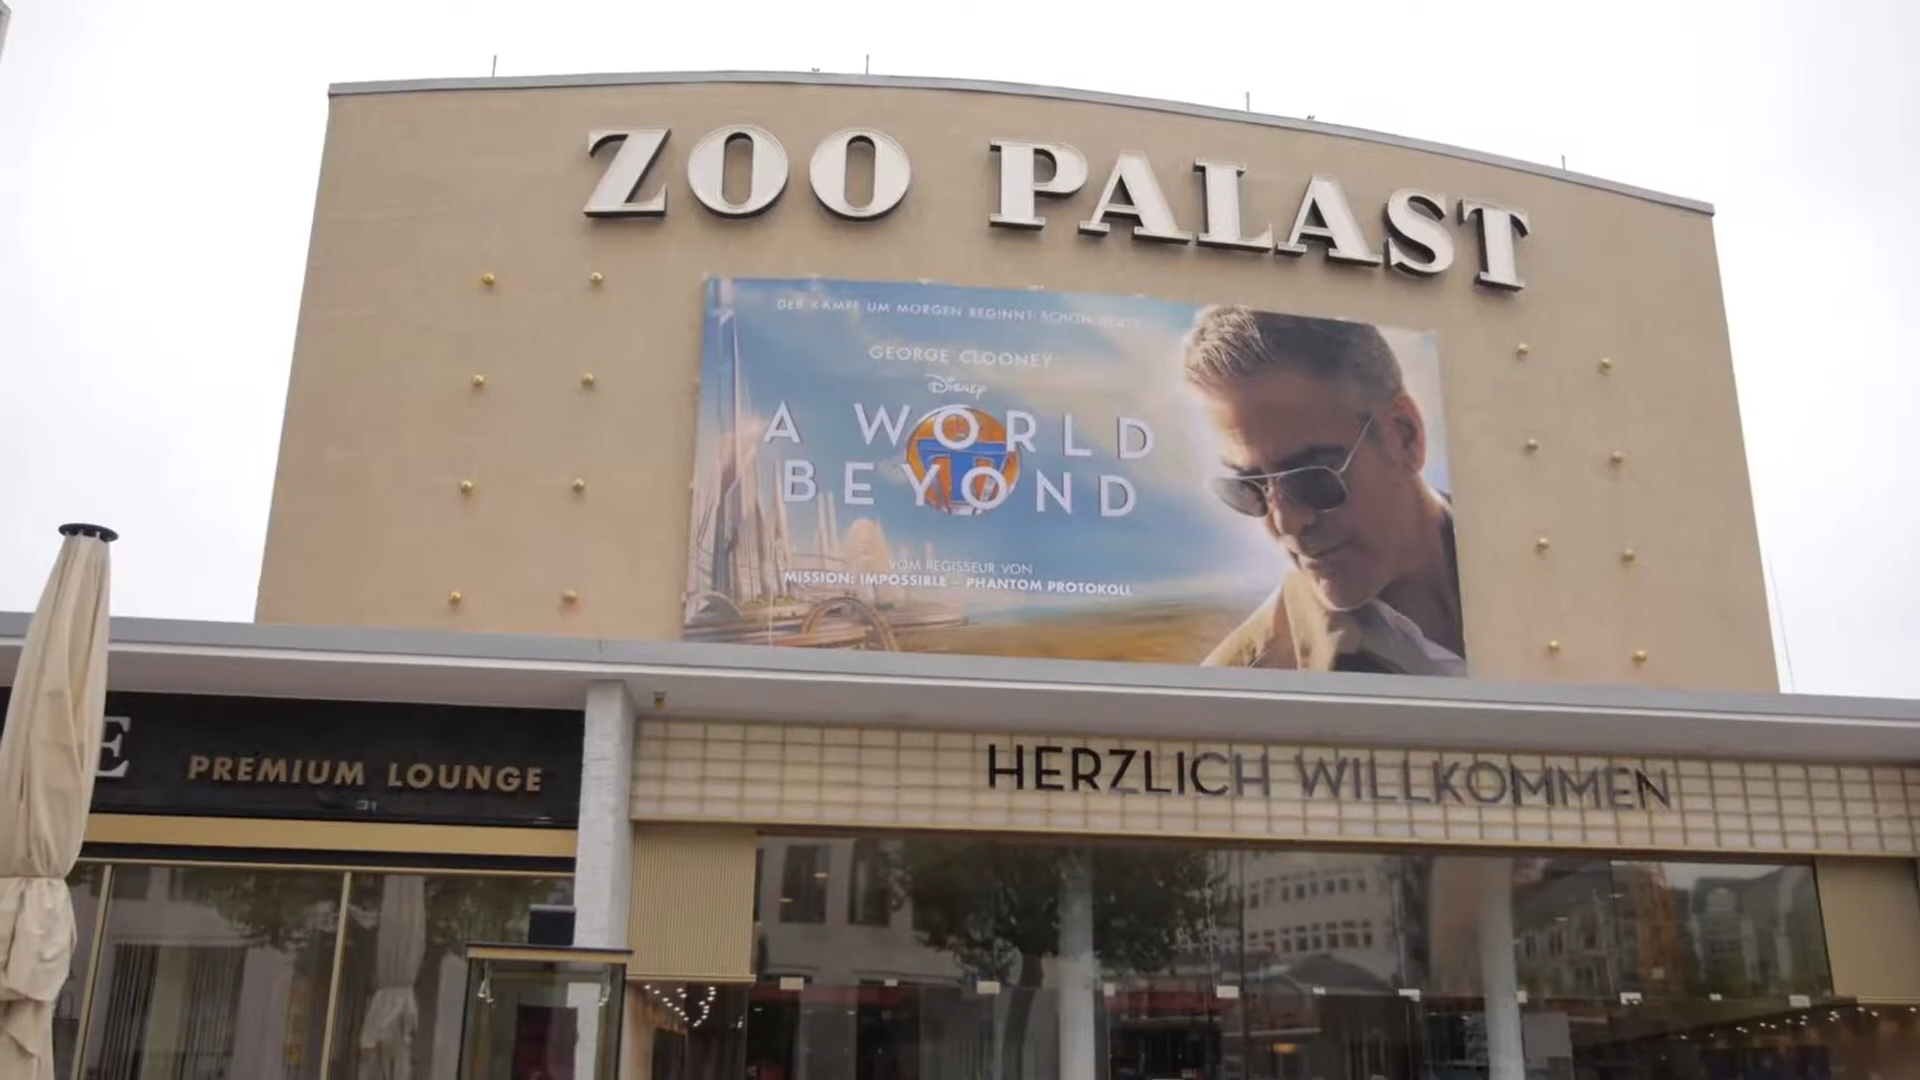 ZOO PALAST
DER KAMPF UM MORGEN BEGINNT SCHON HEUTE
GEORGE CLOONEY
Disney
A WORLD
BEYOND
VOM REGISSEUR VON
MISSION: IMPOSSIBLE – PHANTOM PROTOKOLL
E
PREMIUM LOUNGE
HERZLICH WILLKOMMEN